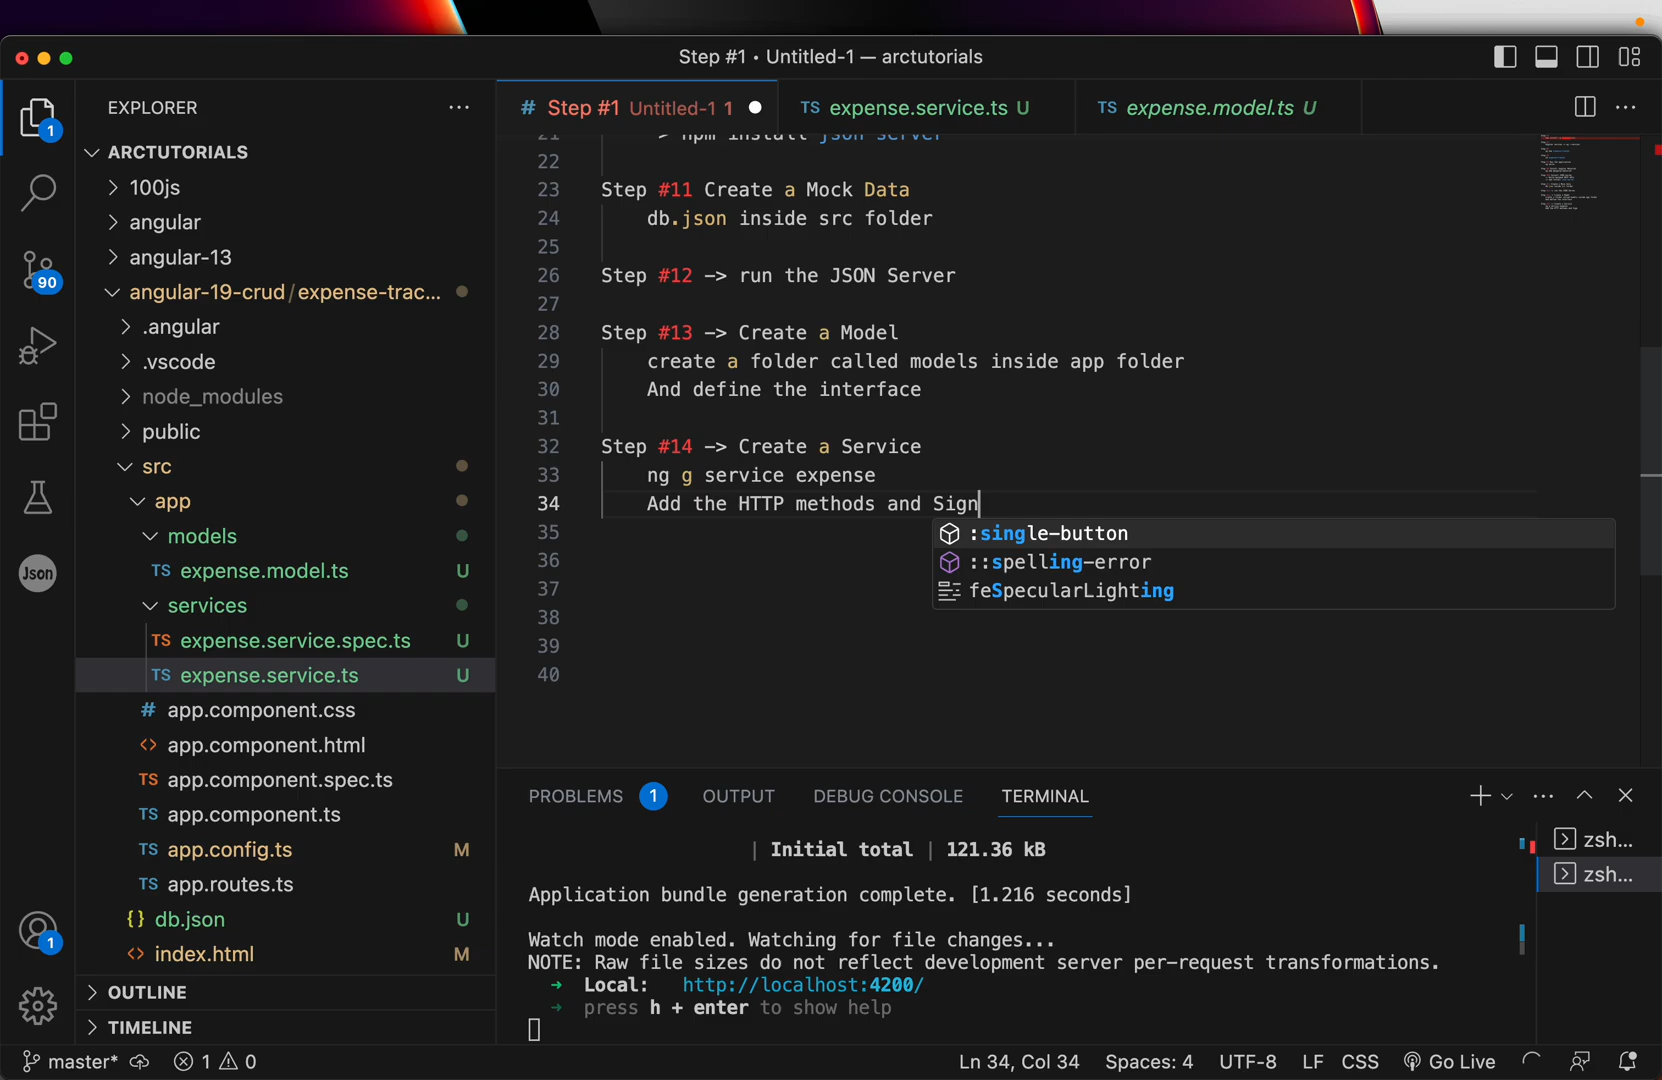 Step #1 • Untitled-1 — arctutorials
EXPLORER
1
ARCTUTORIALS
100js
angular
angular-13
90
angular-19-crud/expense-trac...
.angular
.vscode
node_modules
public
src
app
models
TS expense.model.ts U
Json
services
TS expense.service.spec.ts U
TS expense.service.ts U
# app.component.css
<> app.component.html
TS app.component.spec.ts
TS app.component.ts
TS app.config.ts M
TS app.routes.ts
{} db.json U
1
<> index.html M
OUTLINE
TIMELINE
# Step #1 Untitled-1 1
TS expense.service.ts U
TS expense.model.ts U
21 > npm install json server
22
23 Step #11 Create a Mock Data
24 db.json inside src folder
25
26 Step #12 -> run the JSON Server
27
28 Step #13 -> Create a Model
29 create a folder called models inside app folder
30 And define the interface
31
32 Step #14 -> Create a Service
33 ng g service expense
34 Add the HTTP methods and Sign
35 :single-button
36 ::spelling-error
37 feSpecularLighting
38
39
40
PROBLEMS 1 OUTPUT DEBUG CONSOLE TERMINAL
| Initial total | 121.36 kB
Application bundle generation complete. [1.216 seconds]
Watch mode enabled. Watching for file changes...
NOTE: Raw file sizes do not reflect development server per-request transformations.
➜ Local: http://localhost:4200/
➜ press h + enter to show help
zsh...
zsh...
master* 1 0
Ln 34, Col 34 Spaces: 4 UTF-8 LF CSS Go Live